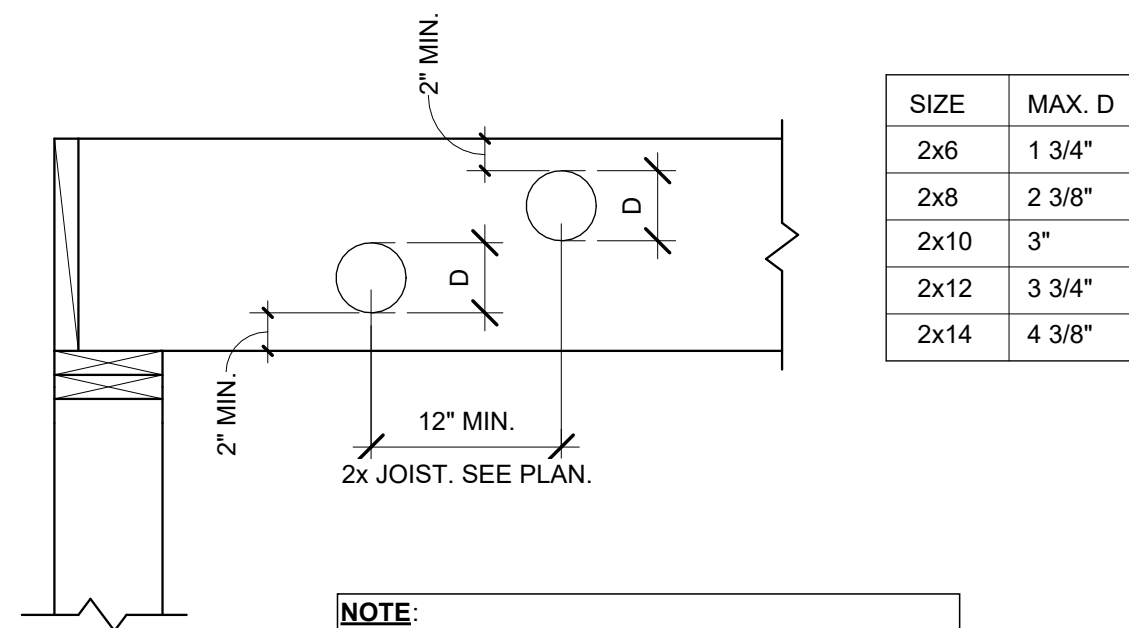 2" MIN.
SIZE MAX. D
2x6 1 3/4"
2x8 2 3/8"
2x10 3"
2x12 3 3/4"
2x14 4 3/8"
D
D
2" MIN.
12" MIN.
2x JOIST. SEE PLAN.
NOTE: